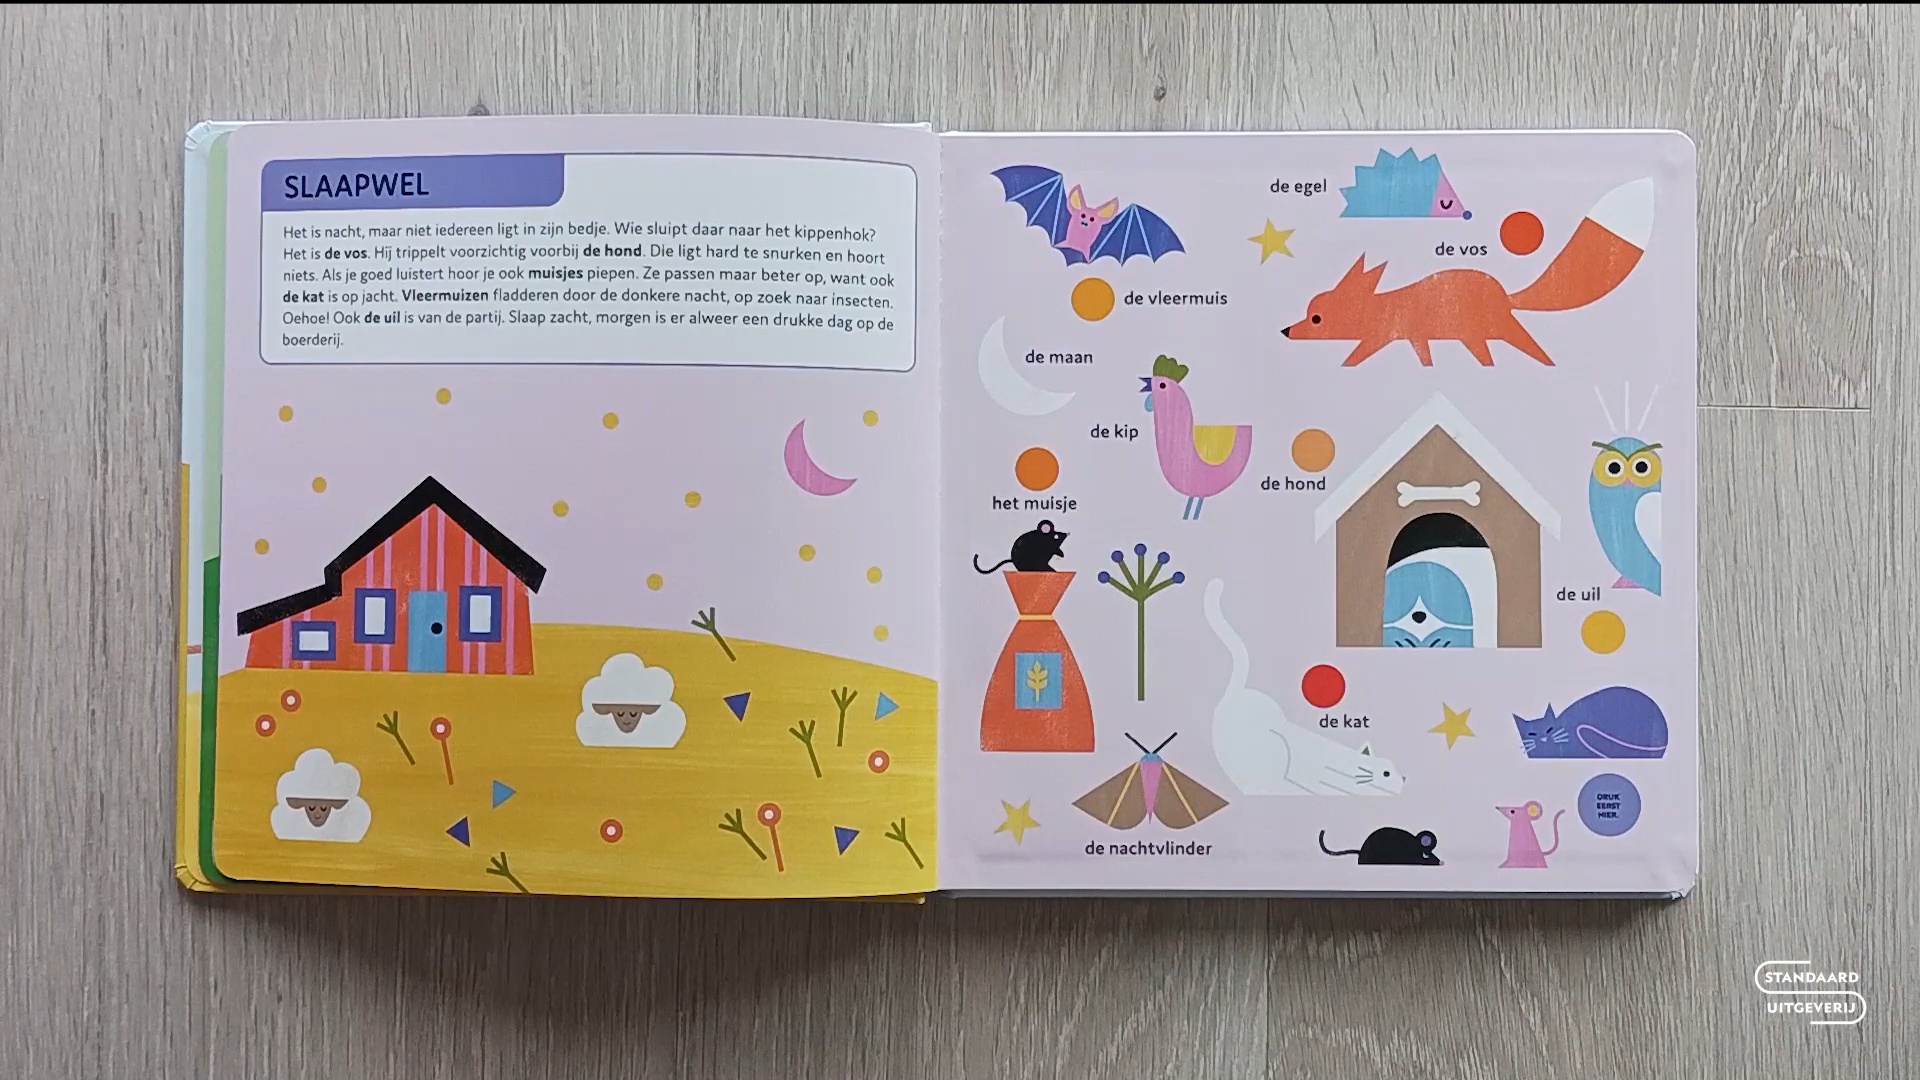 SLAAPWEL
Het is nacht, maar niet iedereen ligt in zijn bedje. Wie sluipt daar naar het kippenhok?
Het is de vos. Hij trippelt voorzichtig voorbij de hond. Die ligt hard te snurken en hoort
niets. Als je goed luistert hoor je ook muisjes piepen. Ze passen maar beter op, want ook
de kat is op jacht. Vleermuizen fladderen door de donkere nacht, op zoek naar insecten.
Oehoe! Ook de uil is van de partij. Slaap zacht, morgen is er alweer een drukke dag op de
boerderij.
de egel
de vos
de vleermuis
de maan
de kip
de hond
het muisje
de uil
de kat
de nachtvlinder
DRUK
EERST
HIER.
STANDAARD
UITGEVERIJ